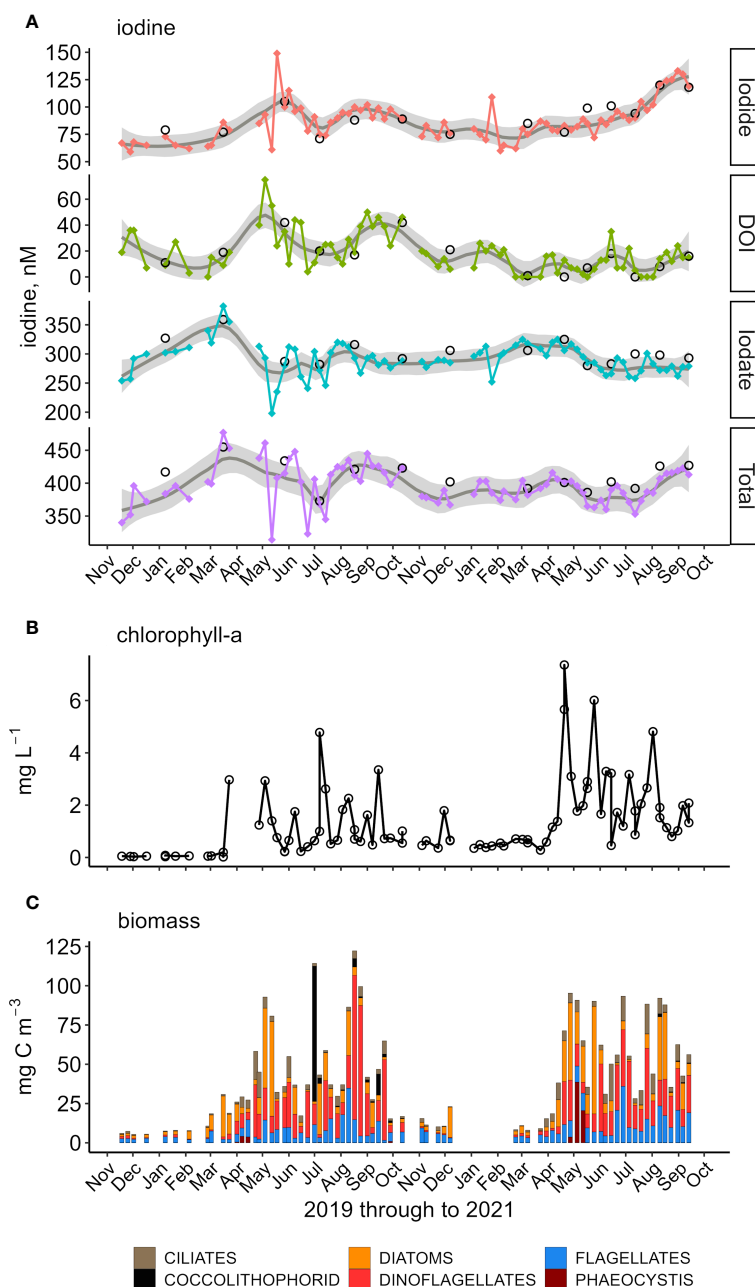 A
iodine
150
125
100
75
50
Iodide
60
40
20
0
DOI
350
300
250
200
Iodate
450
400
350
Total
iodine, nM
Nov Dec Jan Feb Mar Apr May Jun Jul Aug Sep Oct Nov Dec Jan Feb Mar Apr May Jun Jul Aug Sep Oct
B
chlorophyll-a
6
4
2
0
mg L⁻¹
C
biomass
125
100
75
50
25
0
mg C m⁻³
Nov Dec Jan Feb Mar Apr May Jun Jul Aug Sep Oct Nov Dec Jan Feb Mar Apr May Jun Jul Aug Sep Oct
2019 through to 2021
CILIATES DIATOMS FLAGELLATES
COCCOLITHOPHORID DINOFLAGELLATES PHAEOCYSTIS